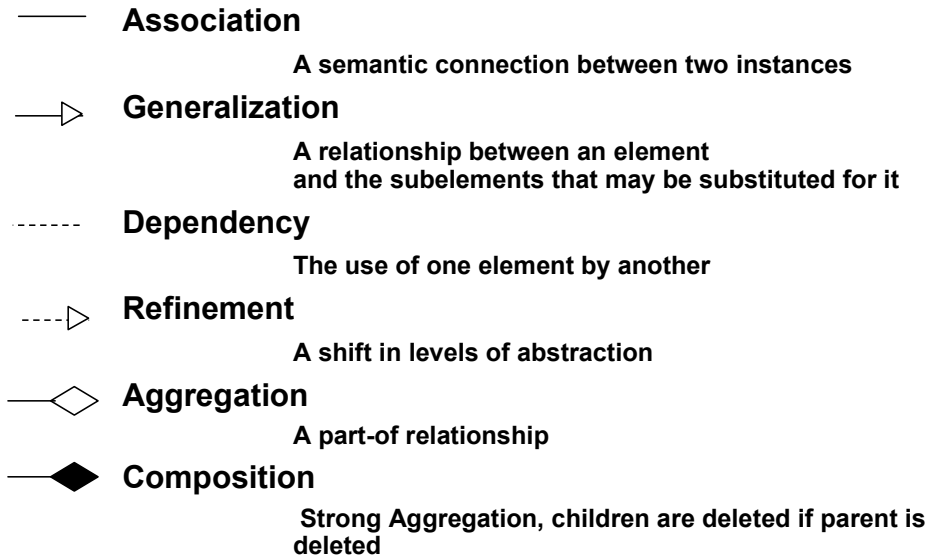 Association
A semantic connection between two instances
Generalization
A relationship between an element
and the subelements that may be substituted for it
Dependency
The use of one element by another
Refinement
A shift in levels of abstraction
Aggregation
A part-of relationship
Composition
Strong Aggregation, children are deleted if parent is
deleted